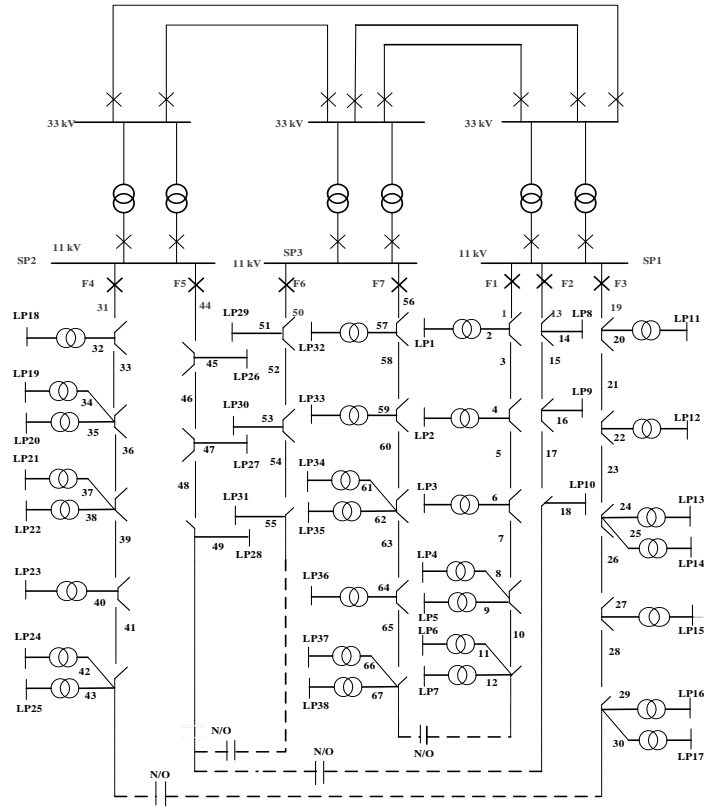 33 kV 33 kV 33 kV
SP2 11 kV 11 kV SP3 11 kV SP1
F4 F5 F6 F7 F1 F2 F3
31 44 50 56 1 13 19
LP18 LP29 LP32 LP1 LP8 LP11
32 51 57 2 14 20
33 45 LP26 52 58 3 15 21
LP19 46 LP30 LP33 LP9 LP12
34 53 59 4 16 22
LP20 35 36 47 LP27 54 60 LP2 5 17 23
LP21 48 LP31 LP34 LP3 LP10 LP13
37 55 61 6 18 24
LP22 38 49 LP28 LP35 62 25 LP14
39 63 7 26
LP23 LP36 LP4 8
40 64 LP5 9 27 LP15
41 65 LP6 10 28
LP24 LP37 11 29 LP16
42 66 12 30
LP25 43 LP38 67 LP7 LP17
N/O N/O
N/O
N/O